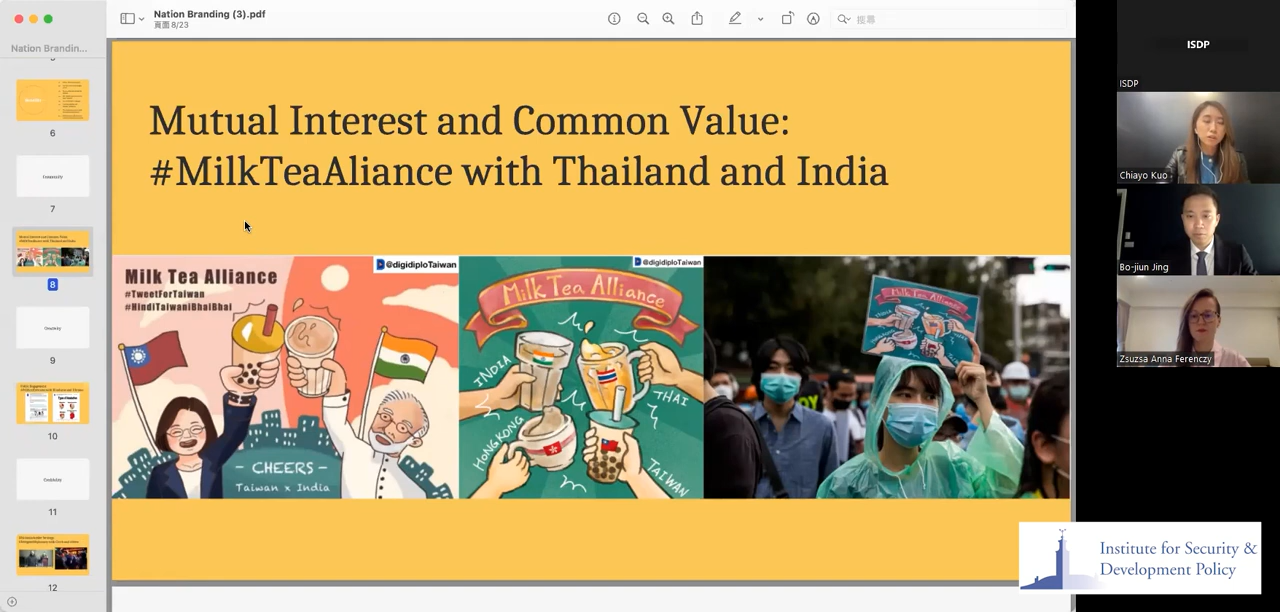 Nation Branding (3).pdf
頁面 8/23
搜尋
Nation Brandin...
6
Community
7
8
9
10
11
12
Mutual Interest and Common Value:
#MilkTeaAliance with Thailand and India
Milk Tea Alliance
#TweetForTaiwan
#HindiTaiwaniBhaiBhai
@digidiploTaiwan
CHEERS
Taiwan x India
@digidiploTaiwan
Milk Tea Alliance
INDIA
THAI
HONGKONG
TAIWAN
Milk Tea Alliance
ISDP
ISDP
Chiayo Kuo
Bo-jiun Jing
Zsuzsa Anna Ferenczy
Institute for Security &
Development Policy